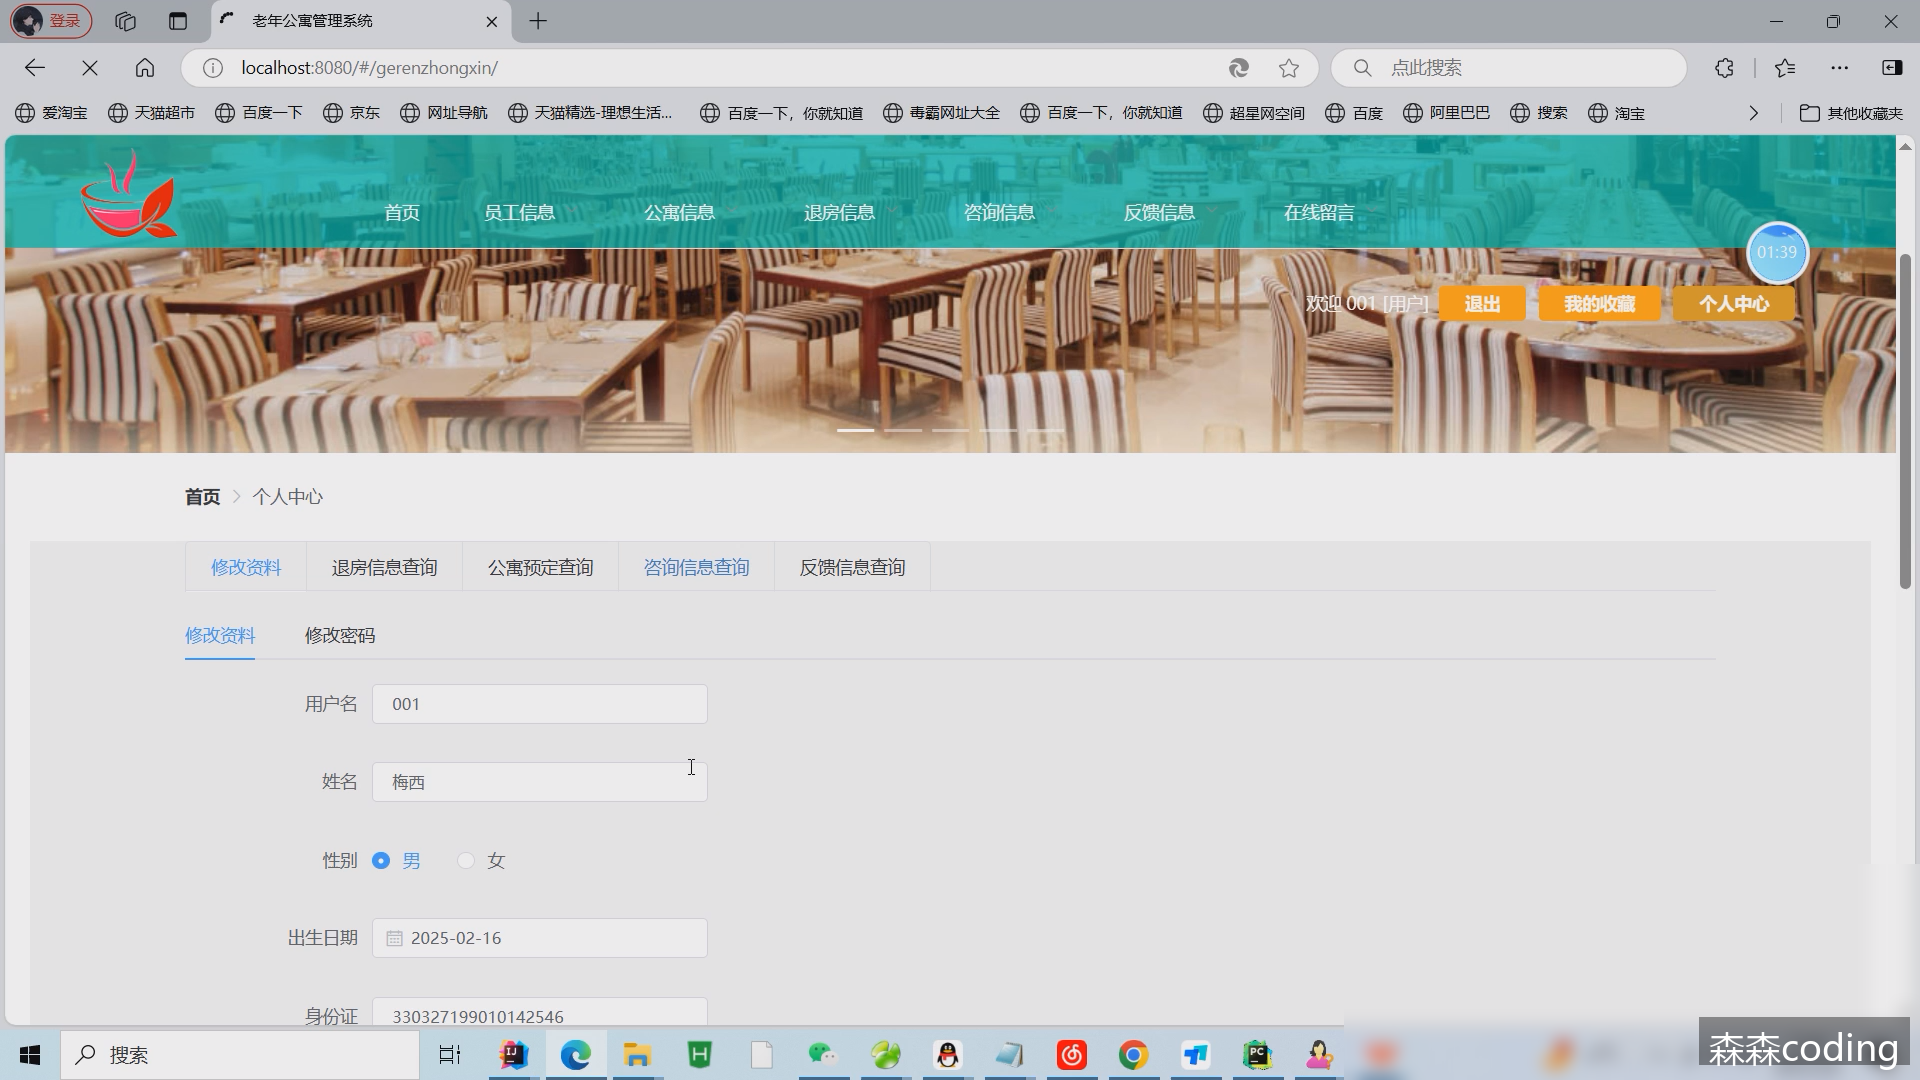 登录
老年公寓管理系统
localhost:8080/#/gerenzhongxin/
点此搜索
爱淘宝
天猫超市
百度一下
京东
网址导航
天猫精选-理想生活...
百度一下，你就知道
毒霸网址大全
百度一下，你就知道
超星网空间
百度
阿里巴巴
搜索
淘宝
其他收藏夹
首页
员工信息
公寓信息
退房信息
咨询信息
反馈信息
在线留言
01:39
欢迎 001 [用户]
退出
我的收藏
个人中心
首页
个人中心
修改资料
退房信息查询
公寓预定查询
咨询信息查询
反馈信息查询
修改资料
修改密码
用户名
001
姓名
梅西
性别
男
女
出生日期
2025-02-16
身份证
330327199010142546
搜索
森森coding